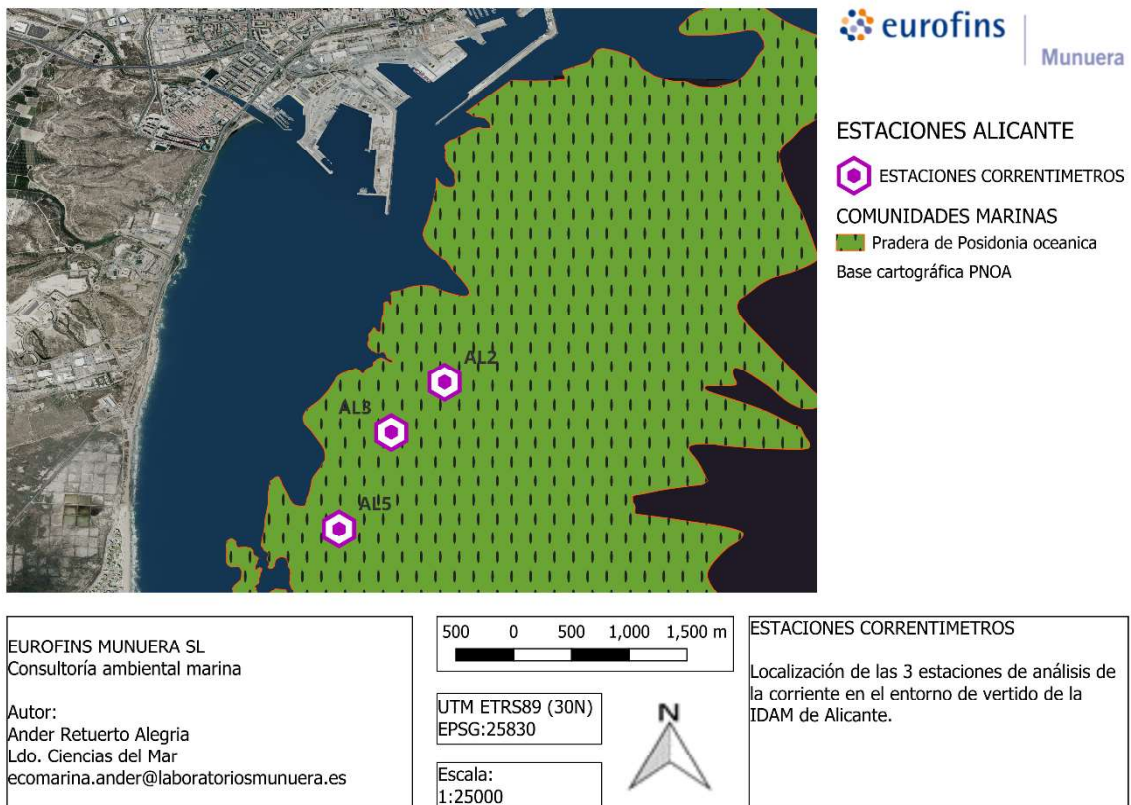 eurofins
Munuera
ESTACIONES ALICANTE
ESTACIONES CORRENTIMETROS
COMUNIDADES MARINAS
Pradera de Posidonia oceanica
Base cartográfica PNOA
AL2
AL3
AL5
EUROFINS MUNUERA SL
Consultoría ambiental marina
Autor:
Ander Retuerto Alegria
Ldo. Ciencias del Mar
ecomarina.ander@laboratoriosmunuera.es
500 0 500 1,000 1,500 m
UTM ETRS89 (30N)
EPSG:25830
Escala:
1:25000
N
ESTACIONES CORRENTIMETROS
Localización de las 3 estaciones de análisis de
la corriente en el entorno de vertido de la
IDAM de Alicante.